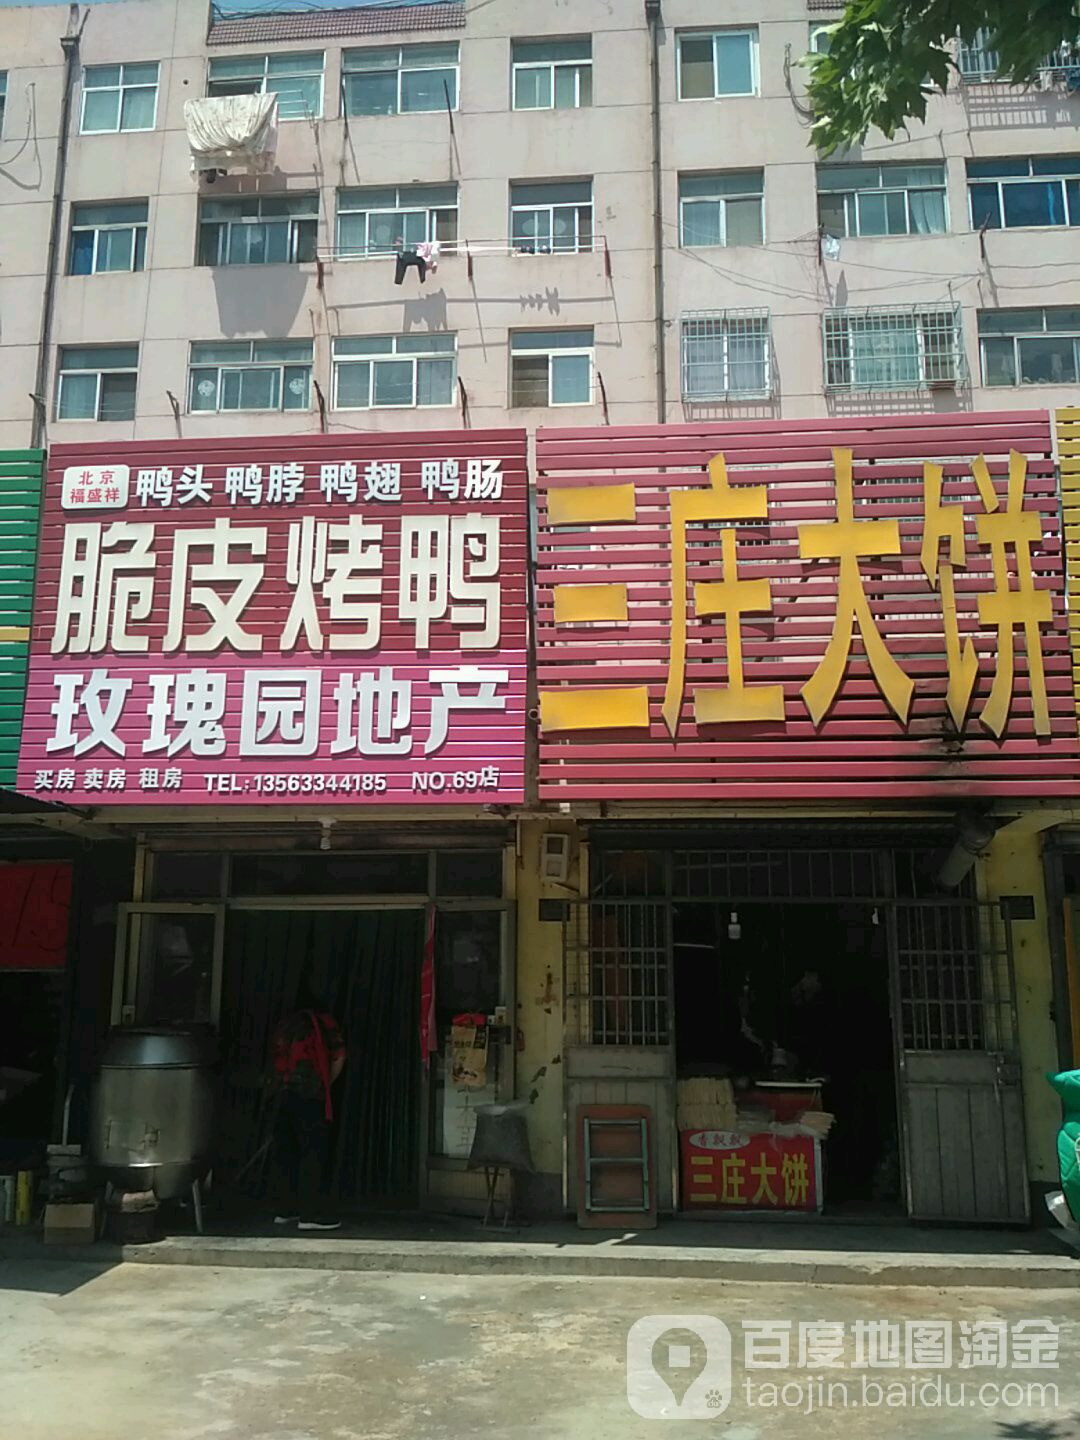 北京
福盛祥
鸭头 鸭脖 鸭翅 鸭肠
脆皮烤鸭
玫瑰园地产
买房 卖房 租房 TEL:13563344185 NO.69店
三庄大饼
香飘飘
三庄大饼
百度地图淘金
taojin.baidu.com